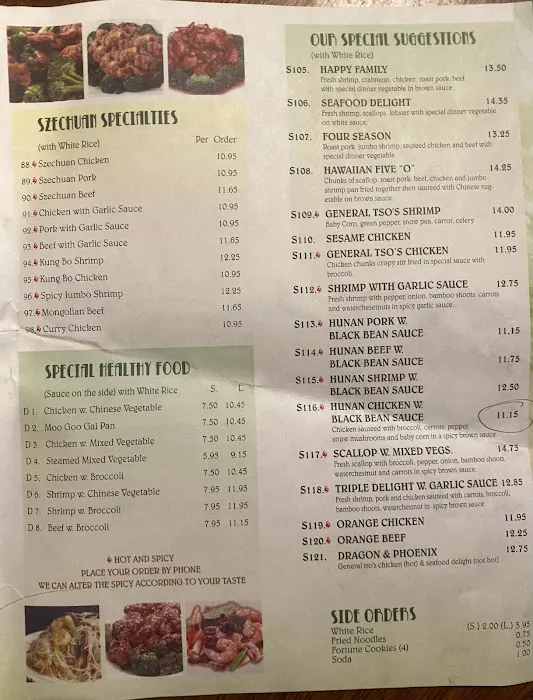 SZECHUAN SPECIALTIES
(with White Rice) Per Order
88. Szechuan Chicken 10.95
89. Szechuan Pork 10.95
90. Szechuan Beef 11.65
91. Chicken with Garlic Sauce 10.95
92. Pork with Garlic Sauce 10.95
93. Beef with Garlic Sauce 11.65
94. Kung Bo Shrimp 12.25
95. Kung Bo Chicken 10.95
96. Spicy Jumbo Shrimp 12.25
97. Mongolian Beef 11.65
98. Curry Chicken 10.95
SPECIAL HEALTHY FOOD
(Sauce on the side) with White Rice S. L.
D 1. Chicken w. Chinese Vegetable 7.50 10.45
D 2. Moo Goo Gai Pan 7.50 10.45
D 3. Chicken w. Mixed Vegetable 7.50 10.45
D 4. Steamed Mixed Vegetable 5.95 9.15
D 5. Chicken w. Broccoli 7.50 10.45
D 6. Shrimp w. Chinese Vegetable 7.95 11.95
D 7. Shrimp w. Broccoli 7.95 11.95
D 8. Beef w. Broccoli 7.95 11.15
HOT AND SPICY
PLACE YOUR ORDER BY PHONE
WE CAN ALTER THE SPICY ACCORDING TO YOUR TASTE
OUR SPECIAL SUGGESTIONS
(with White Rice)
S105. HAPPY FAMILY 13.50
Fresh shrimp, crabmeat, chicken, roast pork, beef
with special dinner vegetable in brown sauce.
S106. SEAFOOD DELIGHT 14.35
Fresh shrimp, scallops, lobster with special dinner vegetable
on white sauce.
S107. FOUR SEASON 13.25
Roast pork, jumbo shrimp, sauteed chicken and beef with
special dinner vegetable.
S108. HAWAIIAN FIVE "O" 14.25
Chunks of scallop, roast pork, beef, chicken and jumbo
shrimp pan fried together then sauteed with Chinese veg-
etable on brown sauce.
S109. GENERAL TSO'S SHRIMP 14.00
Baby Corn, green pepper, snow pea, carrot, celery.
S110. SESAME CHICKEN 11.95
S111. GENERAL TSO'S CHICKEN 11.95
Chicken chunks crispy stir fried in special sauce with
broccoli.
S112. SHRIMP WITH GARLIC SAUCE 12.75
Fresh shrimp with pepper, onion, bamboo shoots, carrots
and waterchesetnuts in spicy garlic sauce.
S113. HUNAN PORK W.
BLACK BEAN SAUCE 11.15
S114. HUNAN BEEF W.
BLACK BEAN SAUCE 11.75
S115. HUNAN SHRIMP W.
BLACK BEAN SAUCE 12.50
S116. HUNAN CHICKEN W.
BLACK BEAN SAUCE 11.15
Chicken sauteed with broccoli, carrots, pepper,
straw mushrooms and baby corn in a spicy brown sauce
S117. SCALLOP W. MIXED VEGS. 14.75
Fresh scallop with broccoli, pepper, onion, bamboo shoots,
waterchestnut and carrots in spicy brown sauce.
S118. TRIPLE DELIGHT W. GARLIC SAUCE 12.85
Fresh shrimp, pork and chicken sauteed with carrots, broccoli,
bamboo shoots, waterchesnut in spicy brown sauce.
S119. ORANGE CHICKEN 11.95
S120. ORANGE BEEF 12.25
S121. DRAGON & PHOENIX 12.75
General tso's chicken (hot) & seafood delight (not hot)
SIDE ORDERS
White Rice (S.) 2.00 (L.) 3.95
Fried Noodles 0.75
Fortune Cookies (4) 0.50
Soda 1.00